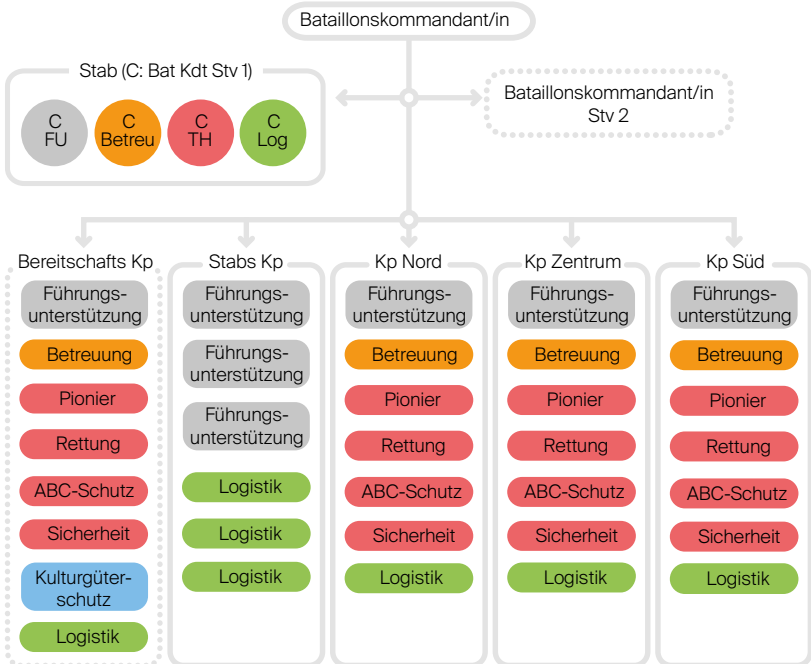 Bataillonskommandant/in
Stab (C: Bat Kdt Stv 1)
C
FU
C
Betreu
C
TH
C
Log
Bataillonskommandant/in
Stv 2
Bereitschafts Kp
Führungs-
unterstützung
Betreuung
Pionier
Rettung
ABC-Schutz
Sicherheit
Kulturgüter-
schutz
Logistik
Stabs Kp
Führungs-
unterstützung
Führungs-
unterstützung
Führungs-
unterstützung
Logistik
Logistik
Logistik
Kp Nord
Führungs-
unterstützung
Betreuung
Pionier
Rettung
ABC-Schutz
Sicherheit
Logistik
Kp Zentrum
Führungs-
unterstützung
Betreuung
Pionier
Rettung
ABC-Schutz
Sicherheit
Logistik
Kp Süd
Führungs-
unterstützung
Betreuung
Pionier
Rettung
ABC-Schutz
Sicherheit
Logistik